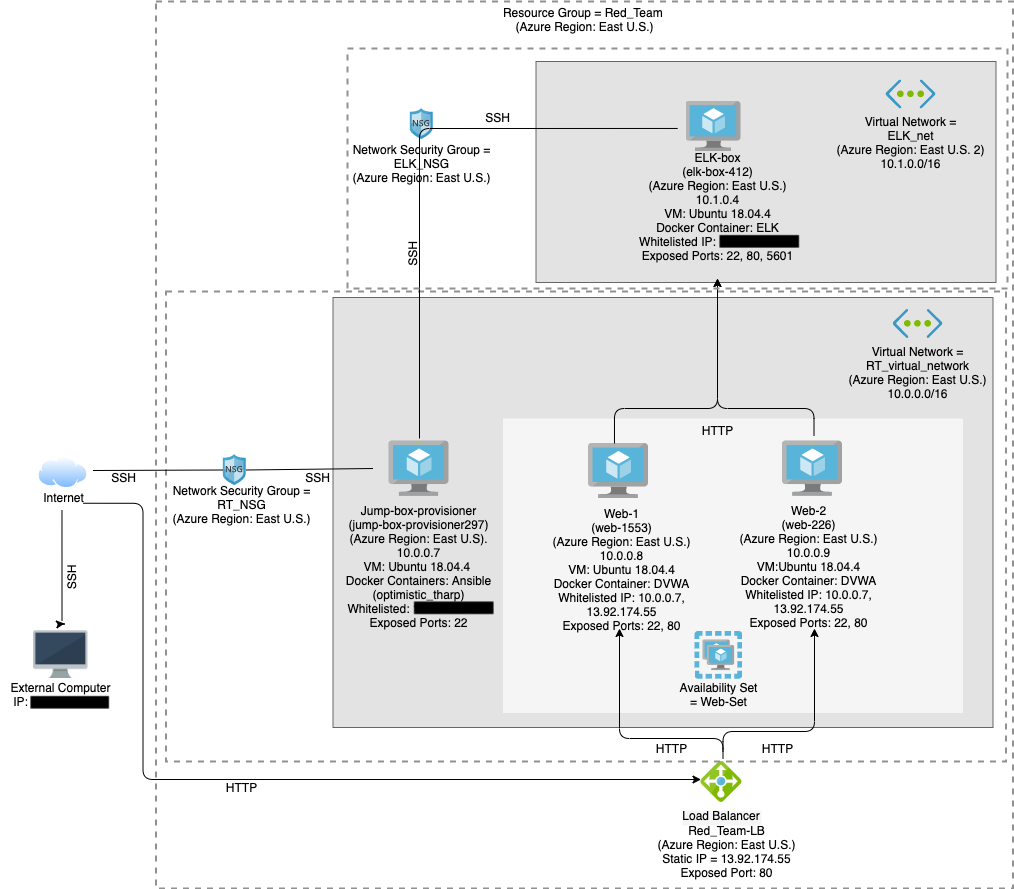 Resource Group = Red_Team
(Azure Region: East U.S.)
NSG
SSH
Network Security Group =
ELK_NSG
(Azure Region: East U.S.)
ELK-box
(elk-box-412)
(Azure Region: East U.S.)
10.1.0.4
VM: Ubuntu 18.04.4
Docker Container: ELK
Whitelisted IP:
Exposed Ports: 22, 80, 5601
Virtual Network =
ELK_net
(Azure Region: East U.S. 2)
10.1.0.0/16
SSH
Virtual Network =
RT_virtual_network
(Azure Region: East U.S.)
10.0.0.0/16
HTTP
Internet
SSH
NSG
SSH
Network Security Group =
RT_NSG
(Azure Region: East U.S.)
Jump-box-provisioner
(jump-box-provisioner297)
(Azure Region: East U.S).
10.0.0.7
VM: Ubuntu 18.04.4
Docker Containers: Ansible
(optimistic_tharp)
Whitelisted:
Exposed Ports: 22
Web-1
(web-1553)
(Azure Region: East U.S.)
10.0.0.8
VM: Ubuntu 18.04.4
Docker Container: DVWA
Whitelisted IP: 10.0.0.7,
13.92.174.55
Exposed Ports: 22, 80
Web-2
(web-226)
(Azure Region: East U.S.)
10.0.0.9
VM:Ubuntu 18.04.4
Docker Container: DVWA
Whitelisted IP: 10.0.0.7,
13.92.174.55
Exposed Ports: 22, 80
SSH
External Computer
IP:
Availability Set
= Web-Set
HTTP
HTTP
HTTP
Load Balancer
Red_Team-LB
(Azure Region: East U.S.)
Static IP = 13.92.174.55
Exposed Port: 80